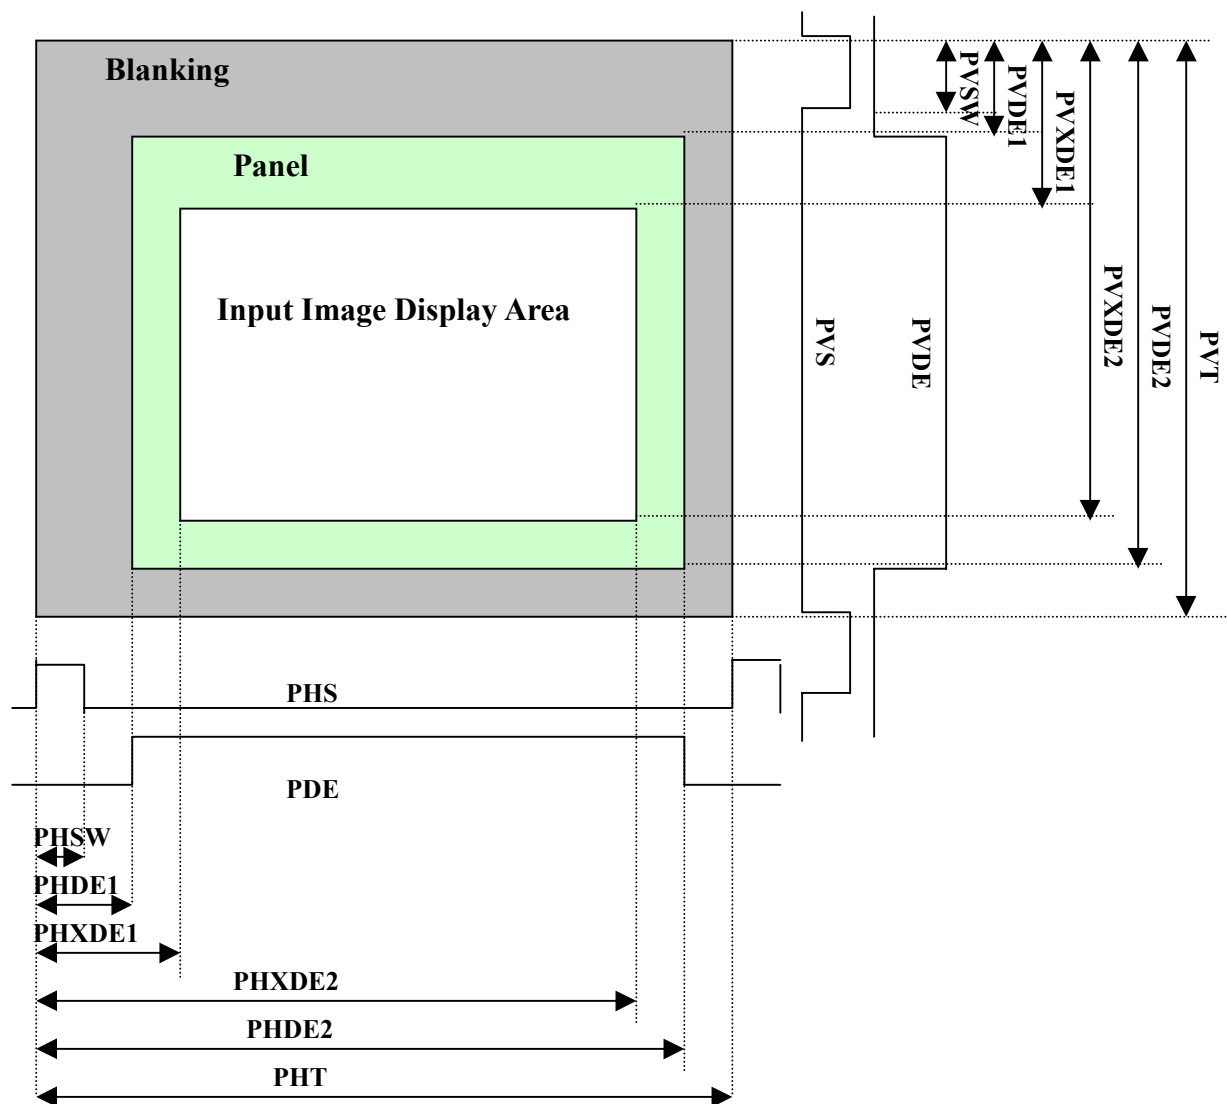 Blanking
Panel
Input Image Display Area
PVS
PVDE
PVSW
PVDE1
PVXDE1
PVXDE2
PVDE2
PVT
PHS
PDE
PHSW
PHDE1
PHXDE1
PHXDE2
PHDE2
PHT